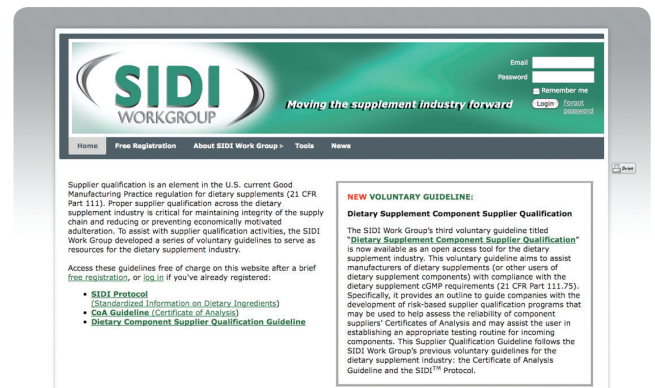 SIDI
WORKGROUP
Moving the supplement industry forward
Email
Password
Remember me
Login
Forgot
password
Home
Free Registration
About SIDI Work Group
Tools
News
Print
Supplier qualification is an element in the U.S. current Good
Manufacturing Practice regulation for dietary supplements (21 CFR
Part 111). Proper supplier qualification across the dietary
supplement industry is critical for maintaining integrity of the supply
chain and reducing or preventing economically motivated
adulteration. To assist with supplier qualification activities, the SIDI
Work Group developed a series of voluntary guidelines to serve as
resources for the dietary supplement industry.
Access these guidelines free of charge on this website after a brief
free registration, or log in if you've already registered:
• SIDI Protocol
(Standardized Information on Dietary Ingredients)
• CoA Guideline (Certificate of Analysis)
• Dietary Component Supplier Qualification Guideline
NEW VOLUNTARY GUIDELINE:
Dietary Supplement Component Supplier Qualification
The SIDI Work Group's third voluntary guideline titled
"Dietary Supplement Component Supplier Qualification"
is now available as an open access tool for the dietary
supplement industry. This voluntary guideline aims to assist
manufacturers of dietary supplements (or other users of
dietary supplement components) with compliance with the
dietary supplement cGMP requirements (21 CFR Part 111.75).
Specifically, it provides an outline to guide companies with the
development of risk-based supplier qualification programs that
may be used to help assess the reliability of component
suppliers' Certificates of Analysis and may assist the user in
establishing an appropriate testing routine for incoming
components. This Supplier Qualification Guideline follows the
SIDI Work Group's previous voluntary guidelines for the
dietary supplement industry: the Certificate of Analysis
Guideline and the SIDI™ Protocol.